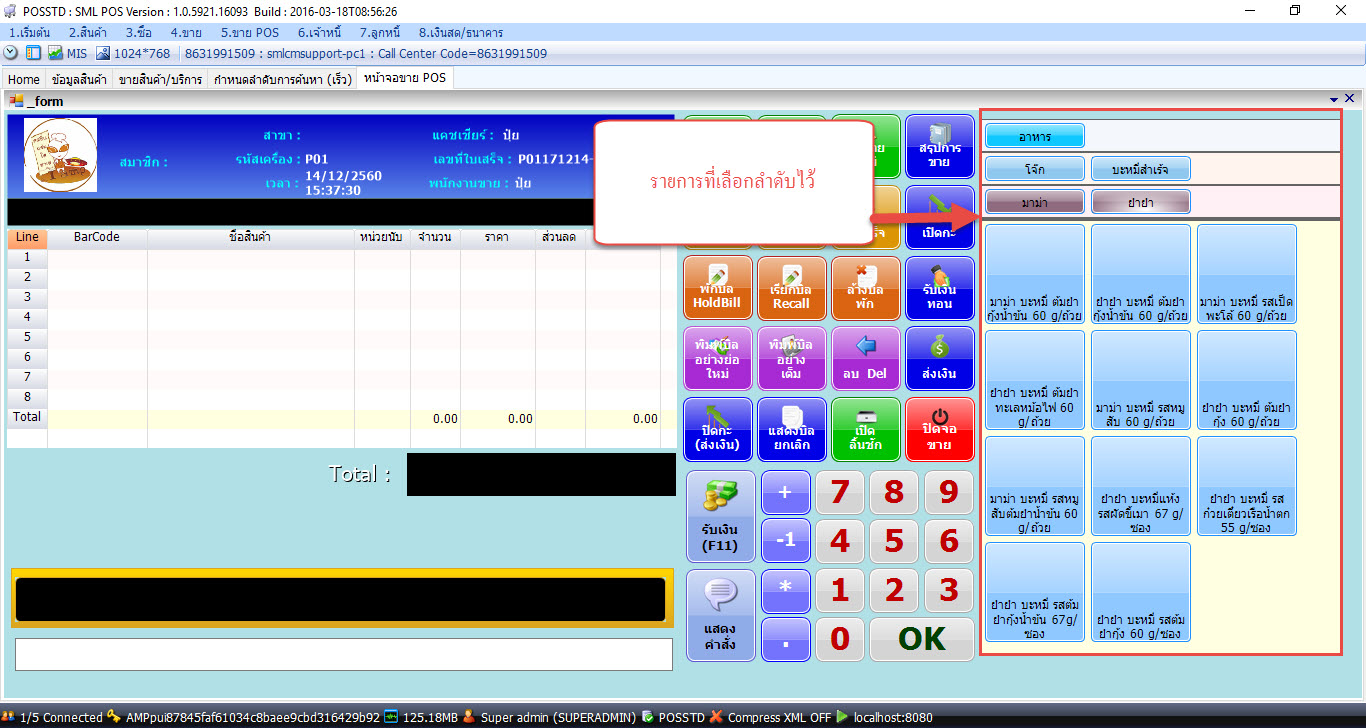 POSSTD : SML POS Version : 1.0.5921.16093 Build : 2016-03-18T08:56:26
1.เริ่มต้น 2.สินค้า 3.ซื้อ 4.ขาย 5.ขาย POS 6.เจ้าหนี้ 7.ลูกหนี้ 8.เงินสด/ธนาคาร
MIS 1024*768 8631991509 : smlcmsupport-pc1 : Call Center Code=8631991509
Home ข้อมูลสินค้า ขายสินค้า/บริการ กำหนดลำดับการค้นหา (เร็ว) หน้าจอขาย POS
_form
สาขา : แคชเชียร์ : ปุ้ย
สมาชิก : รหัสเครื่อง : P01 เลขที่ใบเสร็จ : P01171214-
เวลา : 14/12/2560 15:37:30 พนักงานขาย : ปุ้ย
รายการที่เลือกลำดับไว้
สรุปการ
ขาย
เปิดกะ
Line BarCode ชื่อสินค้า หน่วยนับ จำนวน ราคา ส่วนลด
1
2
3
4
5
6
7
8
Total 0.00 0.00 0.00
Total :
พักบิล
HoldBill
เรียกบิล
Recall
ล้างบิล
พัก
รับเงิน
ทอน
พิมพ์บิล
อย่างย่อ
ใหม่
พิมพ์บิล
อย่าง
เต็ม
ลบ Del
ส่งเงิน
ปิดกะ
(ส่งเงิน)
แสดงบิล
ยกเลิก
เปิด
ลิ้นชัก
ปิดจอ
ขาย
รับเงิน
(F11)
+ 7 8 9
-1 4 5 6
แสดง
คำสั่ง
* 1 2 3
. 0 OK
อาหาร
โจ๊ก บะหมี่สำเร็จ
มาม่า ยำยำ
มาม่า บะหมี่ ต้มยำ
กุ้งน้ำข้น 60 g/ถ้วย
ยำยำ บะหมี่ ต้มยำ
กุ้งน้ำข้น 60 g/ถ้วย
มาม่า บะหมี่ รสเป็ด
พะโล้ 60 g/ถ้วย
ยำยำ บะหมี่ ต้มยำ
ทะเลหม้อไฟ 60
g/ถ้วย
มาม่า บะหมี่ รสหมู
สับ 60 g/ถ้วย
ยำยำ บะหมี่ ต้มยำ
กุ้ง 60 g/ถ้วย
มาม่า บะหมี่ รสหมู
สับต้มยำน้ำข้น 60
g/ถ้วย
ยำยำ บะหมี่แห้ง
รสผัดขี้เมา 67 g/
ซอง
ยำยำ บะหมี่ รส
ก๋วยเตี๋ยวเรือน้ำตก
55 g/ซอง
ยำยำ บะหมี่ รสต้ม
ยำกุ้งน้ำข้น 67g/
ซอง
ยำยำ บะหมี่ รสต้ม
ยำกุ้ง 60 g/ซอง
1/5 Connected AMPpui87845faf61034c8baee9cbd316429b92 125.18MB Super admin (SUPERADMIN) POSSTD Compress XML OFF localhost:8080